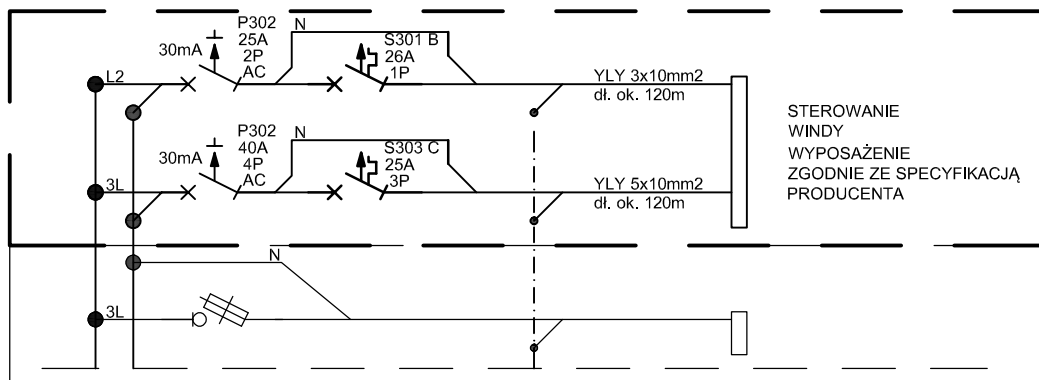 P302
25A
2P
AC
30mA
N
S301 B
26A
1P
L2
YLY 3x10mm2
dł. ok. 120m
STEROWANIE
WINDY
WYPOSAŻENIE
ZGODNIE ZE SPECYFIKACJĄ
PRODUCENTA
P302
40A
4P
AC
30mA
N
S303 C
25A
3P
3L
YLY 5x10mm2
dł. ok. 120m
N
3L